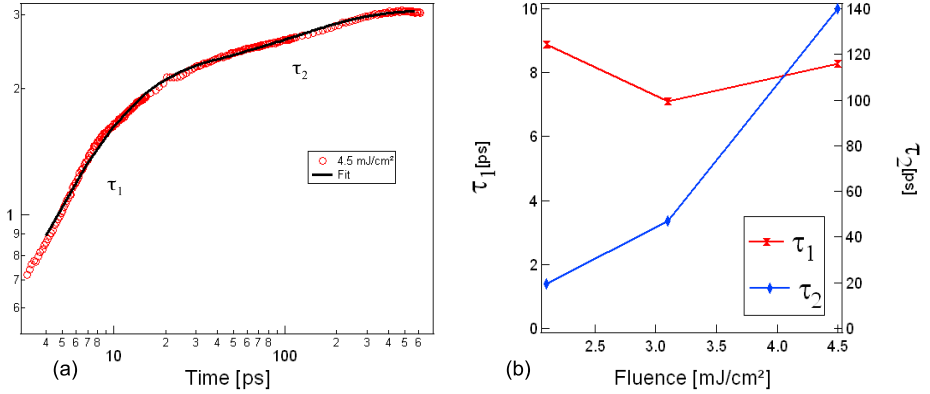 3
2
1
9
8
7
6
τ1
τ2
4.5 mJ/cm²
Fit
4 5 6 7 8 2 3 4 5 6 7 8 2 3 4 5 6
10 100
(a)
Time [ps]
10
8
6
4
2
0
τ1[ps]
140
120
100
80
60
40
20
0
τ2[ps]
τ1
τ2
2.5 3.0 3.5 4.0 4.5
(b)
Fluence [mJ/cm²]